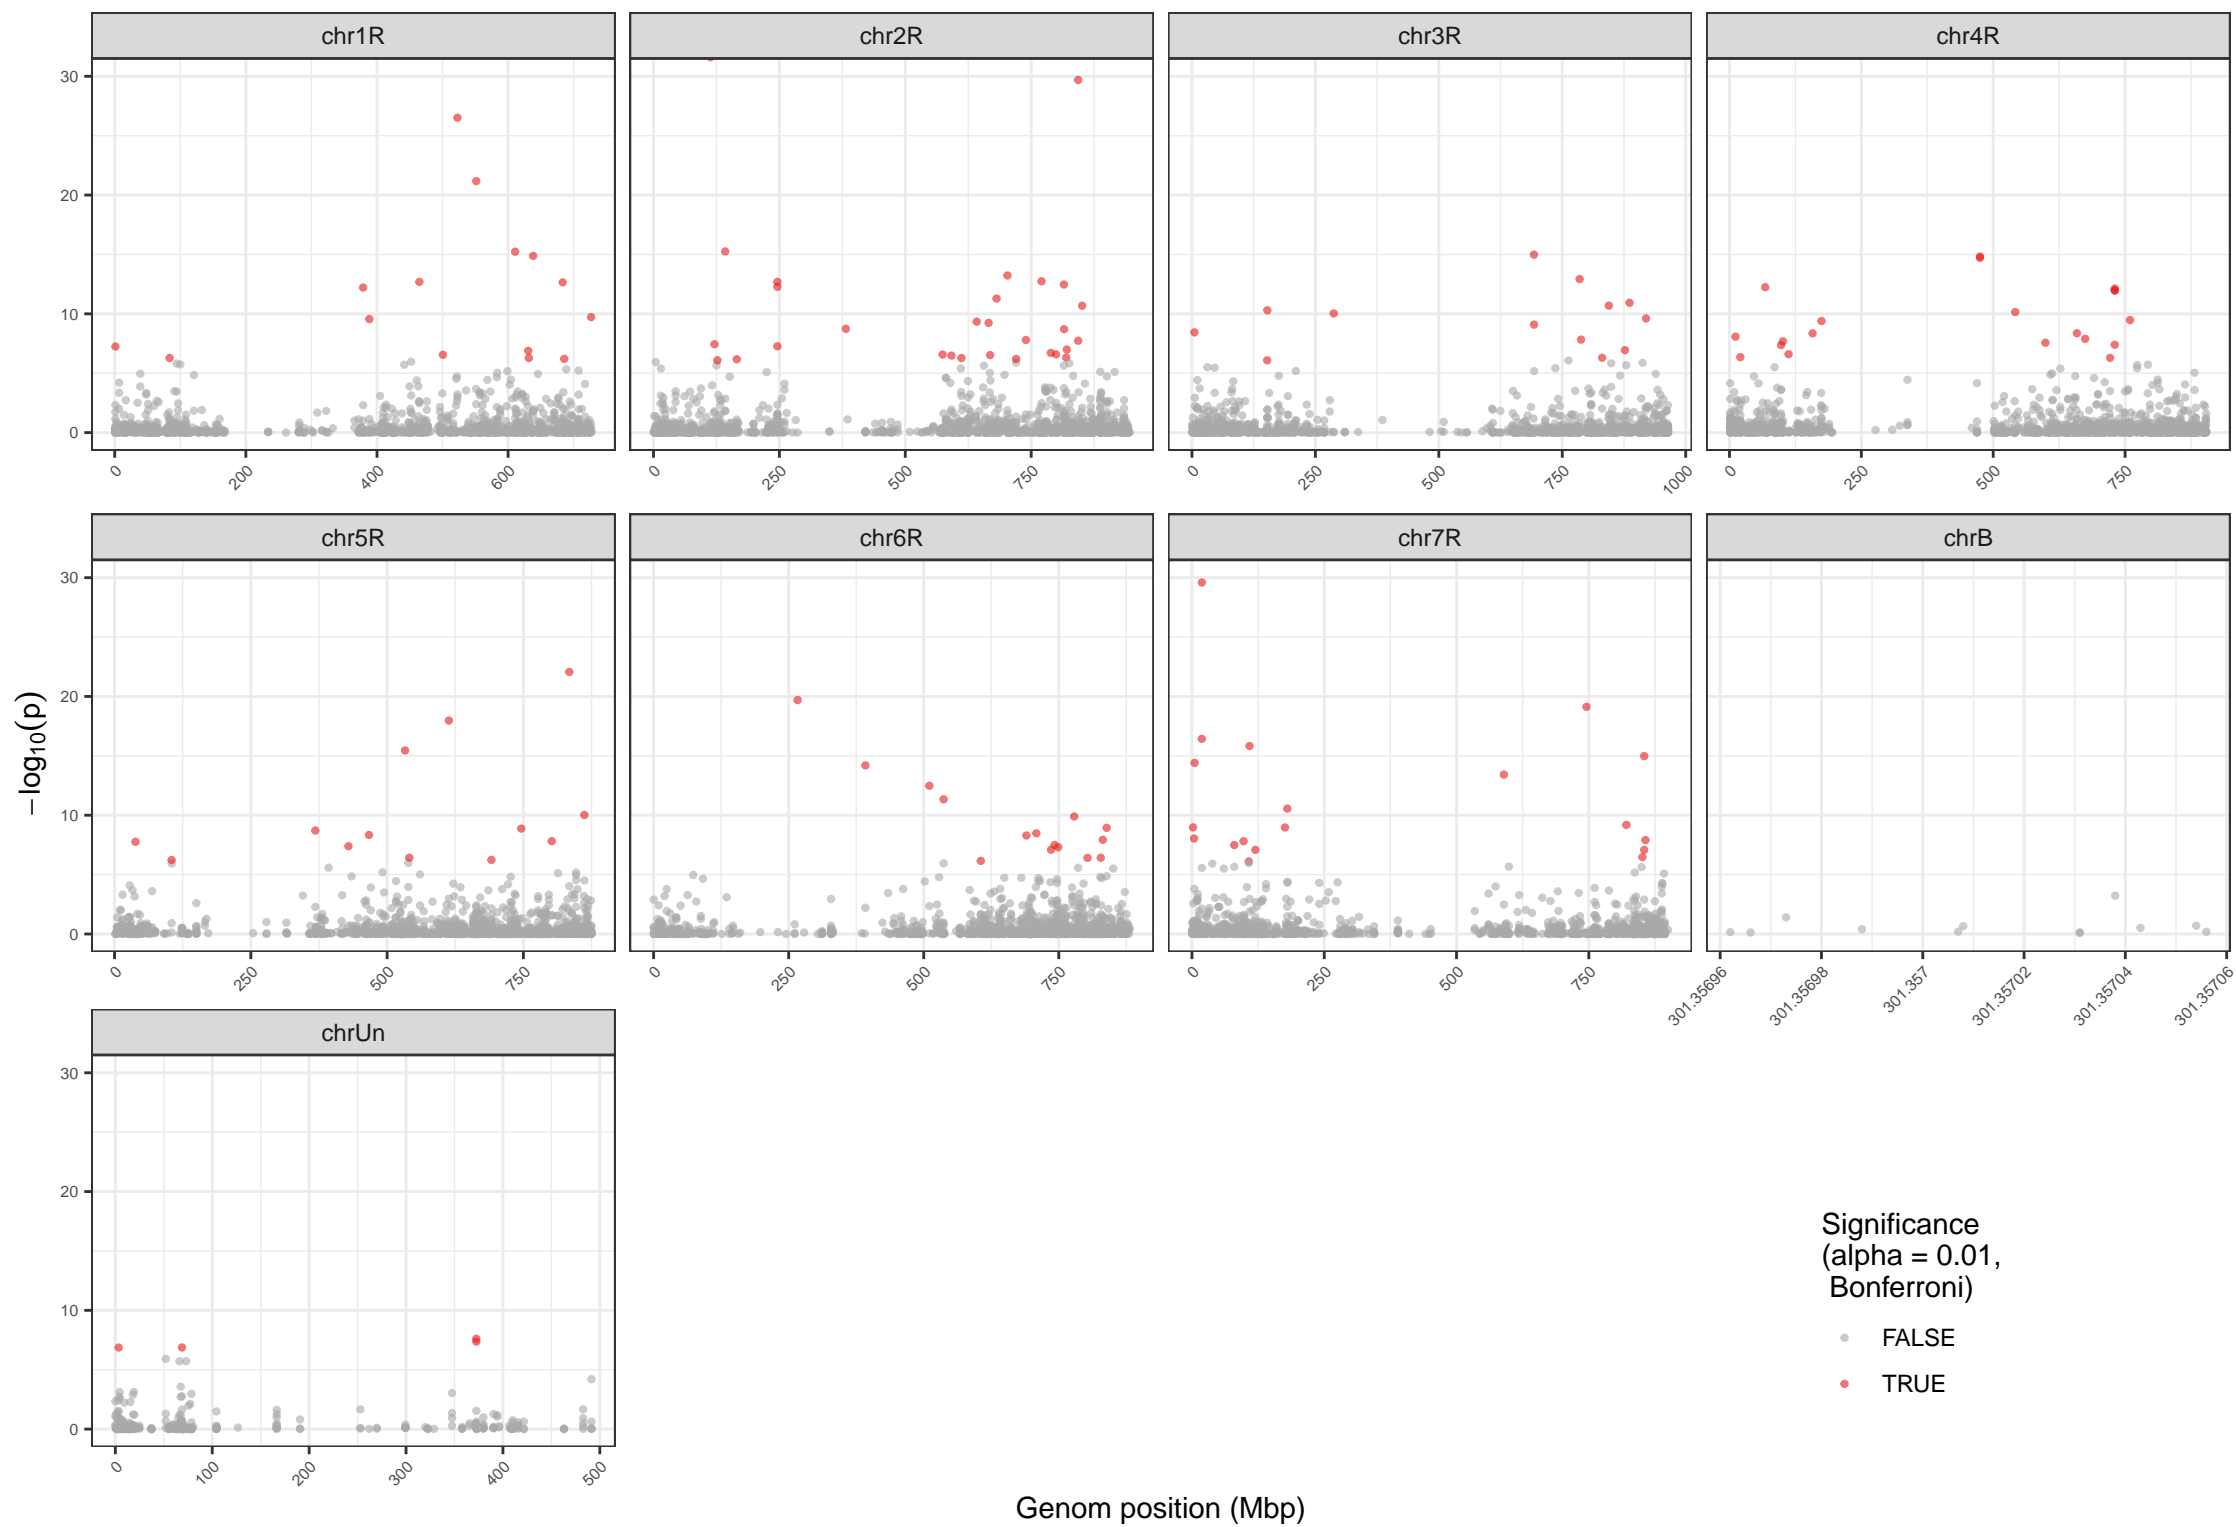 chr1R chr2R chr3R chr4R
30
20
10
0
0 200 400 600 0 250 500 750 0 250 500 750 1000 0 250 500 750
chr5R chr6R chr7R chrB
30
20
10
0
0 250 500 750 0 250 500 750 0 250 500 750 301.35696 301.35698 301.357 301.35702 301.35704 301.35706
−log10(p)
chrUn
30
20
10
0
0 100 200 300 400 500
Genom position (Mbp)
Significance
(alpha = 0.01,
Bonferroni)
FALSE
TRUE